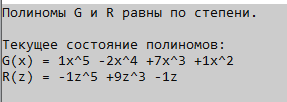 Полиномы G и R равны по степени.
Текущее состояние полиномов:
G(x) = 1x^5 -2x^4 +7x^3 +1x^2
R(z) = -1z^5 +9z^3 -1z